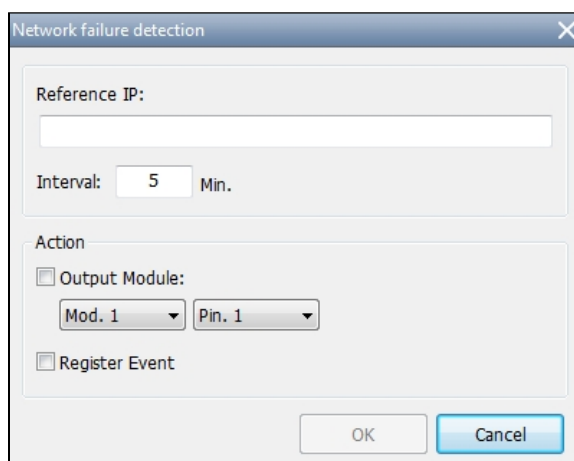 Network failure detection
Reference IP:
Interval: 5 Min.
Action
Output Module:
Mod. 1 Pin. 1
Register Event
OK Cancel